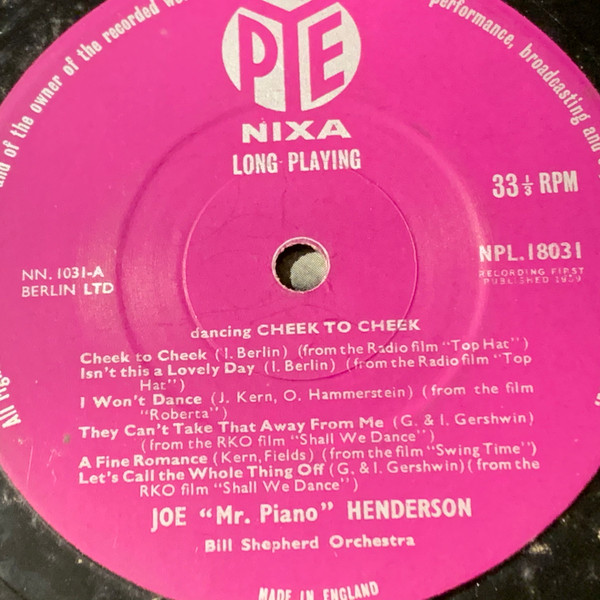 and of the owner of the recorded
performance, broadcasting and
PYE
NIXA
LONG PLAYING
33 1/3 RPM
NPL.18031
RECORDING FIRST
PUBLISHED 1959
NN. 1031-A
BERLIN LTD
dancing CHEEK TO CHEEK
Cheek to Cheek (I. Berlin) (from the Radio film "Top Hat")
Isn't this a Lovely Day (I. Berlin) (from the Radio film "Top
Hat")
I Won't Dance (J. Kern, O. Hammerstein) (from the film
"Roberta")
They Can't Take That Away From Me (G. & I. Gershwin)
(from the RKO film "Shall We Dance")
A Fine Romance (Kern, Fields) (from the film "Swing Time")
Let's Call the Whole Thing Off (G. & I. Gershwin) (from the
RKO film "Shall We Dance")
JOE "Mr. Piano" HENDERSON
Bill Shepherd Orchestra
MADE IN ENGLAND